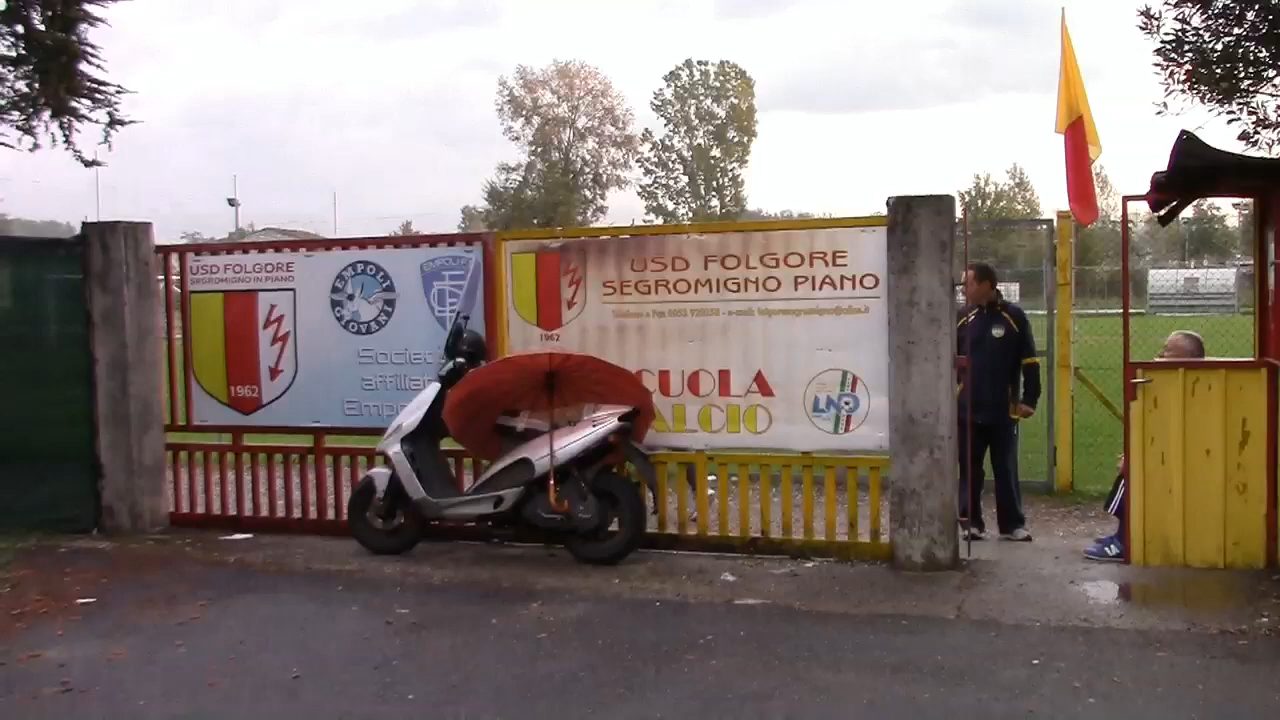 USD FOLGORE
SEGROMIGNO IN PIANO
1962
EMPOLI
GIOVANI
EMPOLI F.C.
Societ
affiliat
Empo
USD FOLGORE
SEGROMIGNO PIANO
1962
CUOLA
ALCIO
LND